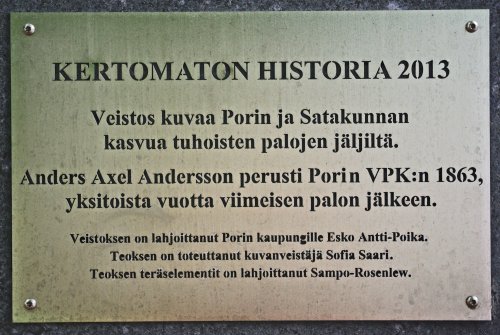 KERTOMATON HISTORIA 2013
Veistos kuvaa Porin ja Satakunnan
kasvua tuhoisten palojen jäljiltä.
Anders Axel Andersson perusti Porin VPK:n 1863,
yksitoista vuotta viimeisen palon jälkeen.
Veistoksen on lahjoittanut Porin kaupungille Esko Antti-Poika.
Teoksen on toteuttanut kuvanveistäjä Sofia Saari.
Teoksen teräselementit on lahjoittanut Sampo-Rosenlew.